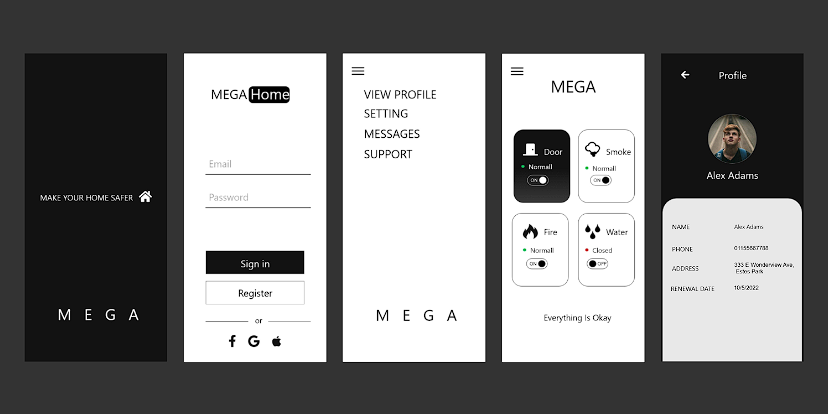 MAKE YOUR HOME SAFER
M E G A
MEGA Home
Email
Password
Sign in
Register
or
VIEW PROFILE
SETTING
MESSAGES
SUPPORT
M E G A
MEGA
Door
Normall
ON
Smoke
Normall
ON
Fire
Normall
ON
Water
Closed
OFF
Everything Is Okay
Profile
Alex Adams
NAME Alex Adams
PHONE 01155667788
ADDRESS 333 E Wonderview Ave,
Estes Park
RENEWAL DATE 10/5/2022